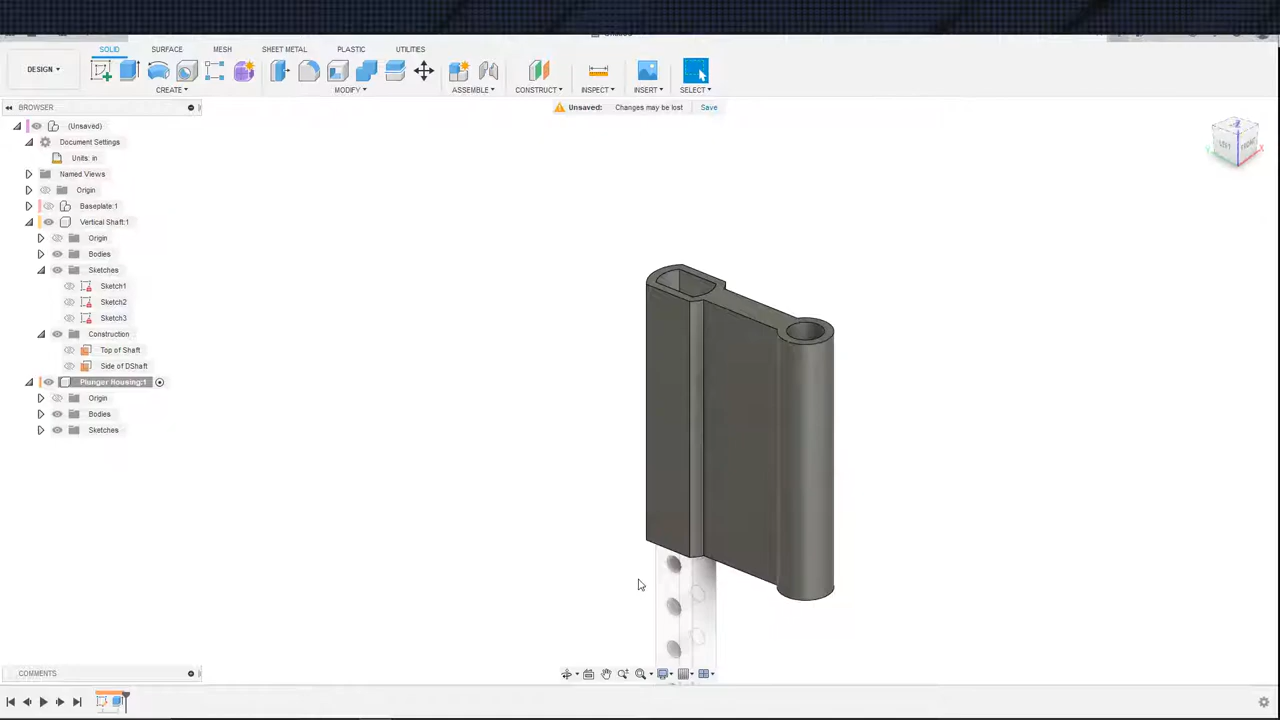 SOLID SURFACE MESH SHEET METAL PLASTIC UTILITIES
DESIGN
CREATE MODIFY ASSEMBLE CONSTRUCT INSPECT INSERT SELECT
BROWSER
Unsaved: Changes may be lost Save
(Unsaved)
Document Settings
Units: in
Named Views
Origin
Baseplate:1
Vertical Shaft:1
Origin
Bodies
Sketches
Sketch1
Sketch2
Sketch3
Construction
Top of Shaft
Side of DShaft
Plunger Housing:1
Origin
Bodies
Sketches
LEFT FRONT
Z
X
Y
COMMENTS